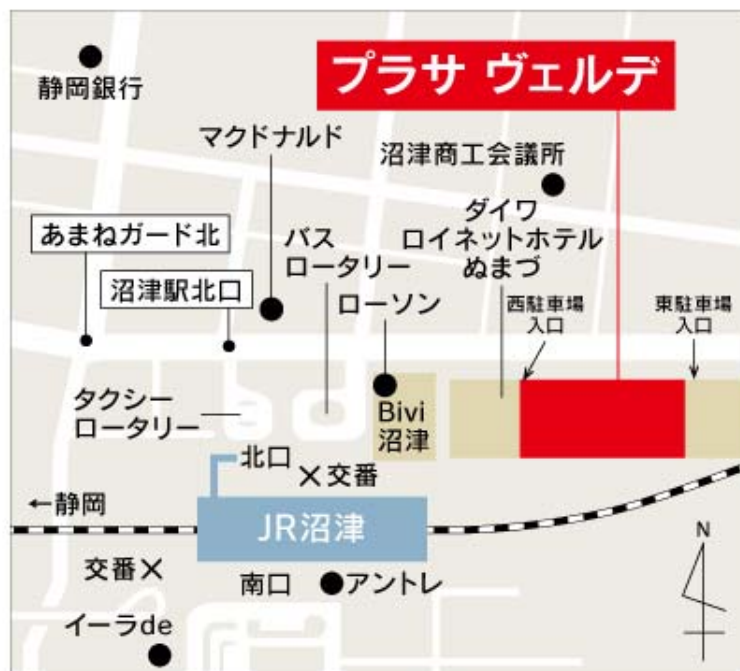 プラサ ヴェルデ
静岡銀行
マクドナルド
沼津商工会議所
ダイワ
ロイネットホテル
ぬまづ
あまねガード北
バス
ロータリー
沼津駅北口
ローソン
西駐車場
入口
東駐車場
入口
タクシー
ロータリー
Bivi
沼津
北口
交番
←静岡
JR沼津
N
交番
南口
アントレ
イーラde